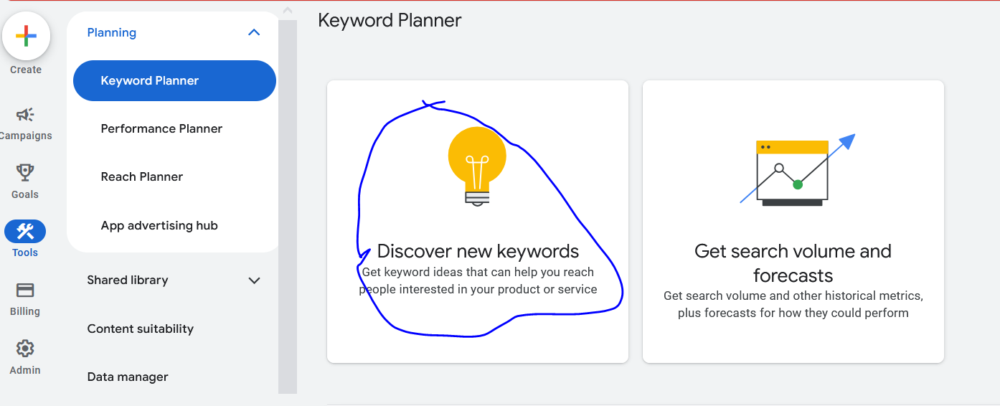 Create
Campaigns
Goals
Tools
Billing
Admin
Planning
Keyword Planner
Performance Planner
Reach Planner
App advertising hub
Shared library
Content suitability
Data manager
Keyword Planner
Discover new keywords
Get keyword ideas that can help you reach
people interested in your product or service
Get search volume and
forecasts
Get search volume and other historical metrics,
plus forecasts for how they could perform